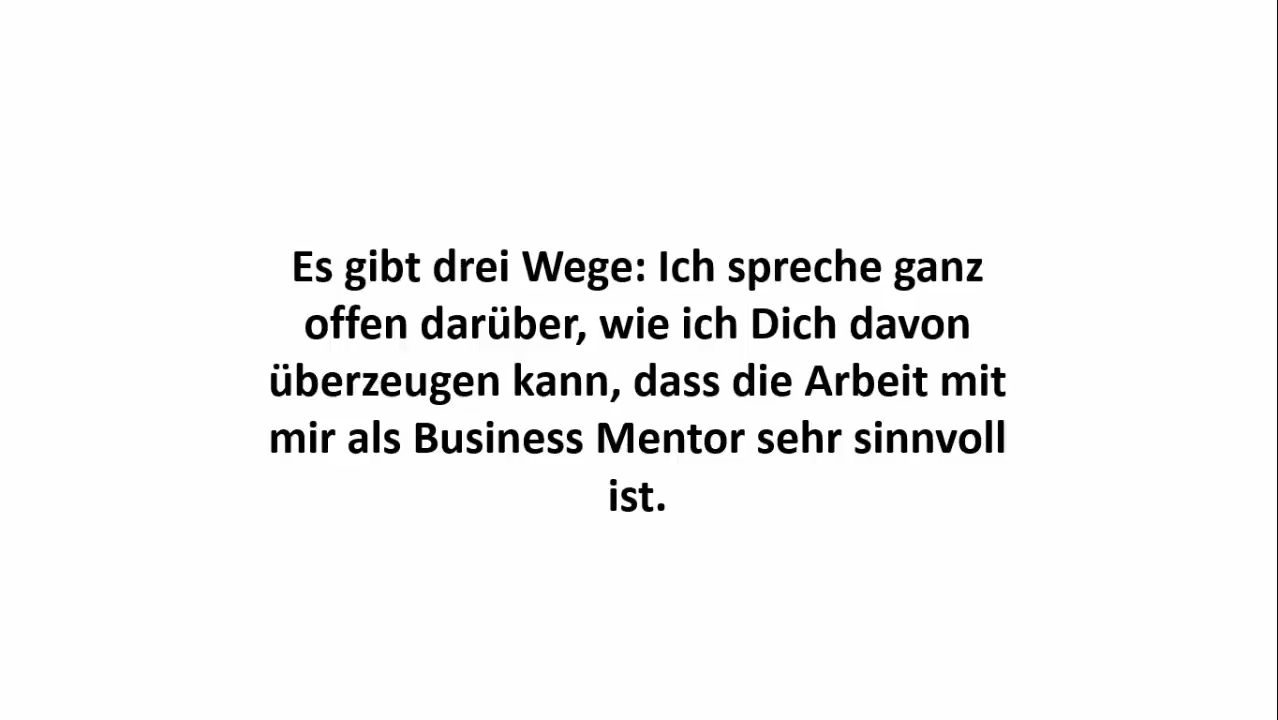 Es gibt drei Wege: Ich spreche ganz
offen darüber, wie ich Dich davon
überzeugen kann, dass die Arbeit mit
mir als Business Mentor sehr sinnvoll
ist.